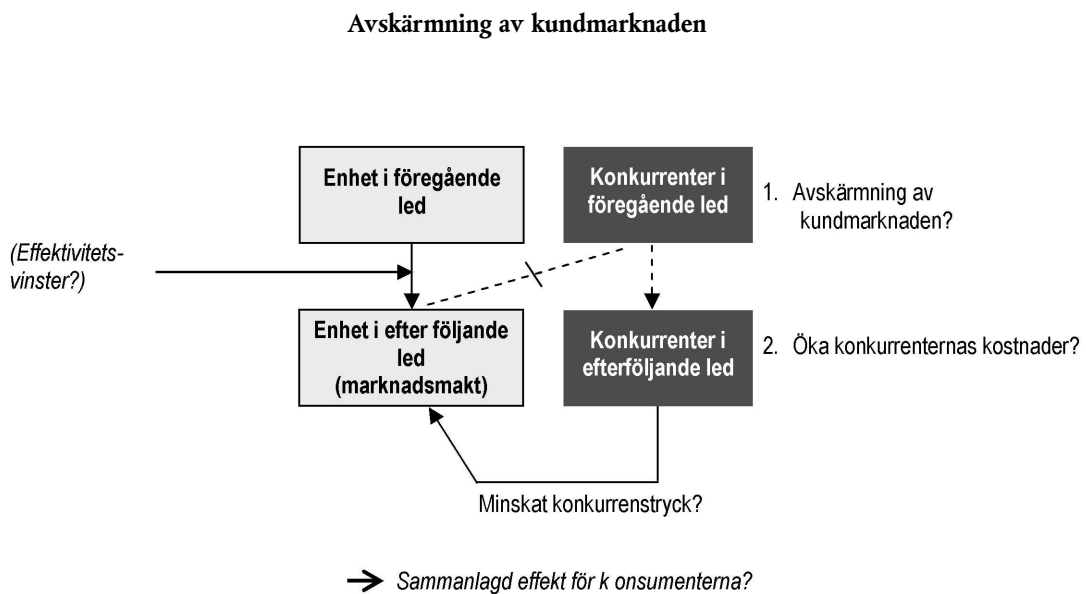 Avskärmning av kundmarknaden
Enhet i föregående
led
Konkurrenter i
föregående led
1. Avskärmning av
kundmarknaden?
(Effektivitets-
vinster?)
Enhet i efter följande
led
(marknadsmakt)
Konkurrenter i
efterföljande led
2. Öka konkurrenternas kostnader?
Minskat konkurrenstryck?
Sammanlagd effekt för k onsumenterna?